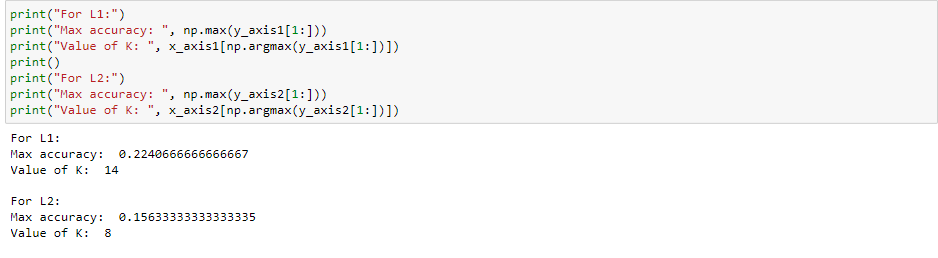 print("For L1:")
print("Max accuracy: ", np.max(y_axis1[1:]))
print("Value of K: ", x_axis1[np.argmax(y_axis1[1:])])
print()
print("For L2:")
print("Max accuracy: ", np.max(y_axis2[1:]))
print("Value of K: ", x_axis2[np.argmax(y_axis2[1:])])
For L1:
Max accuracy:  0.2240666666666667
Value of K:  14
For L2:
Max accuracy:  0.15633333333333335
Value of K:  8